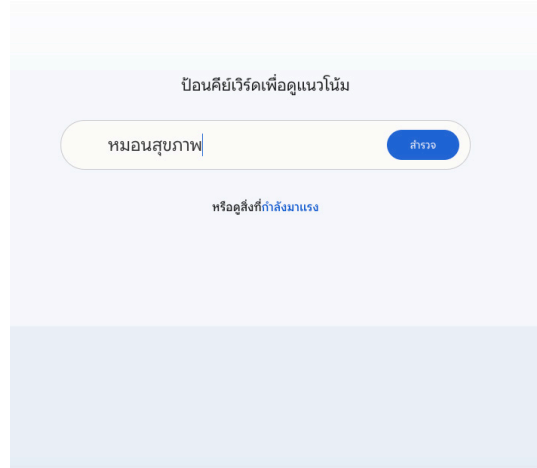 ป้อนคีย์เวิร์ดเพื่อดูแนวโน้ม
หมอนสุขภาพ
สำรวจ
หรือดูสิ่งที่กำลังมาแรง